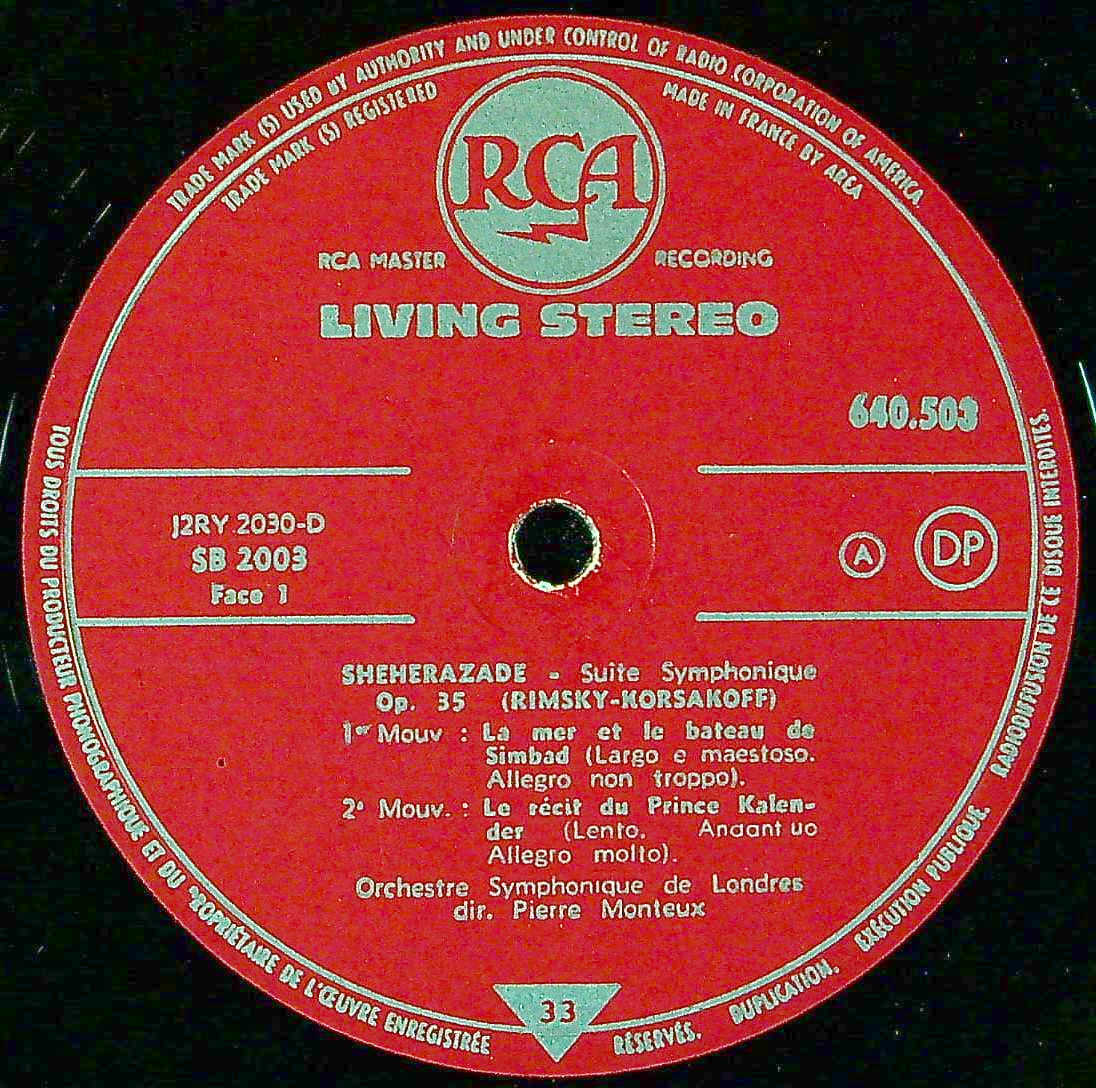 TRADE MARK (S) USED BY AUTHORITY AND UNDER CONTROL OF RADIO CORPORATION OF AMERICA
TRADE MARK (S) REGISTERED
MADE IN FRANCE BY AREA
RCA
RCA MASTER RECORDING
LIVING STEREO
640.503
J2RY 2030-D
SB 2003
Face 1
A
DP
SHEHERAZADE - Suite Symphonique
Op. 35 (RIMSKY-KORSAKOFF)
1er Mouv : La mer et le bateau de
Simbad (Largo e maestoso.
Allegro non troppo).
2e Mouv. : Le récit du Prince Kalen-
der (Lento.
Allegro molto).
Orchestre Symphonique de Londres
dir. Pierre Monteux
33
TOUS DROITS DU PRODUCTEUR PHONOGRAPHIQUE ET DU PROPRIÉTAIRE DE L'ŒUVRE ENREGISTRÉE RÉSERVÉS. DUPLICATION. EXÉCUTION PUBLIQUE. RADIODIFFUSION DE CE DISQUE INTERDITES.